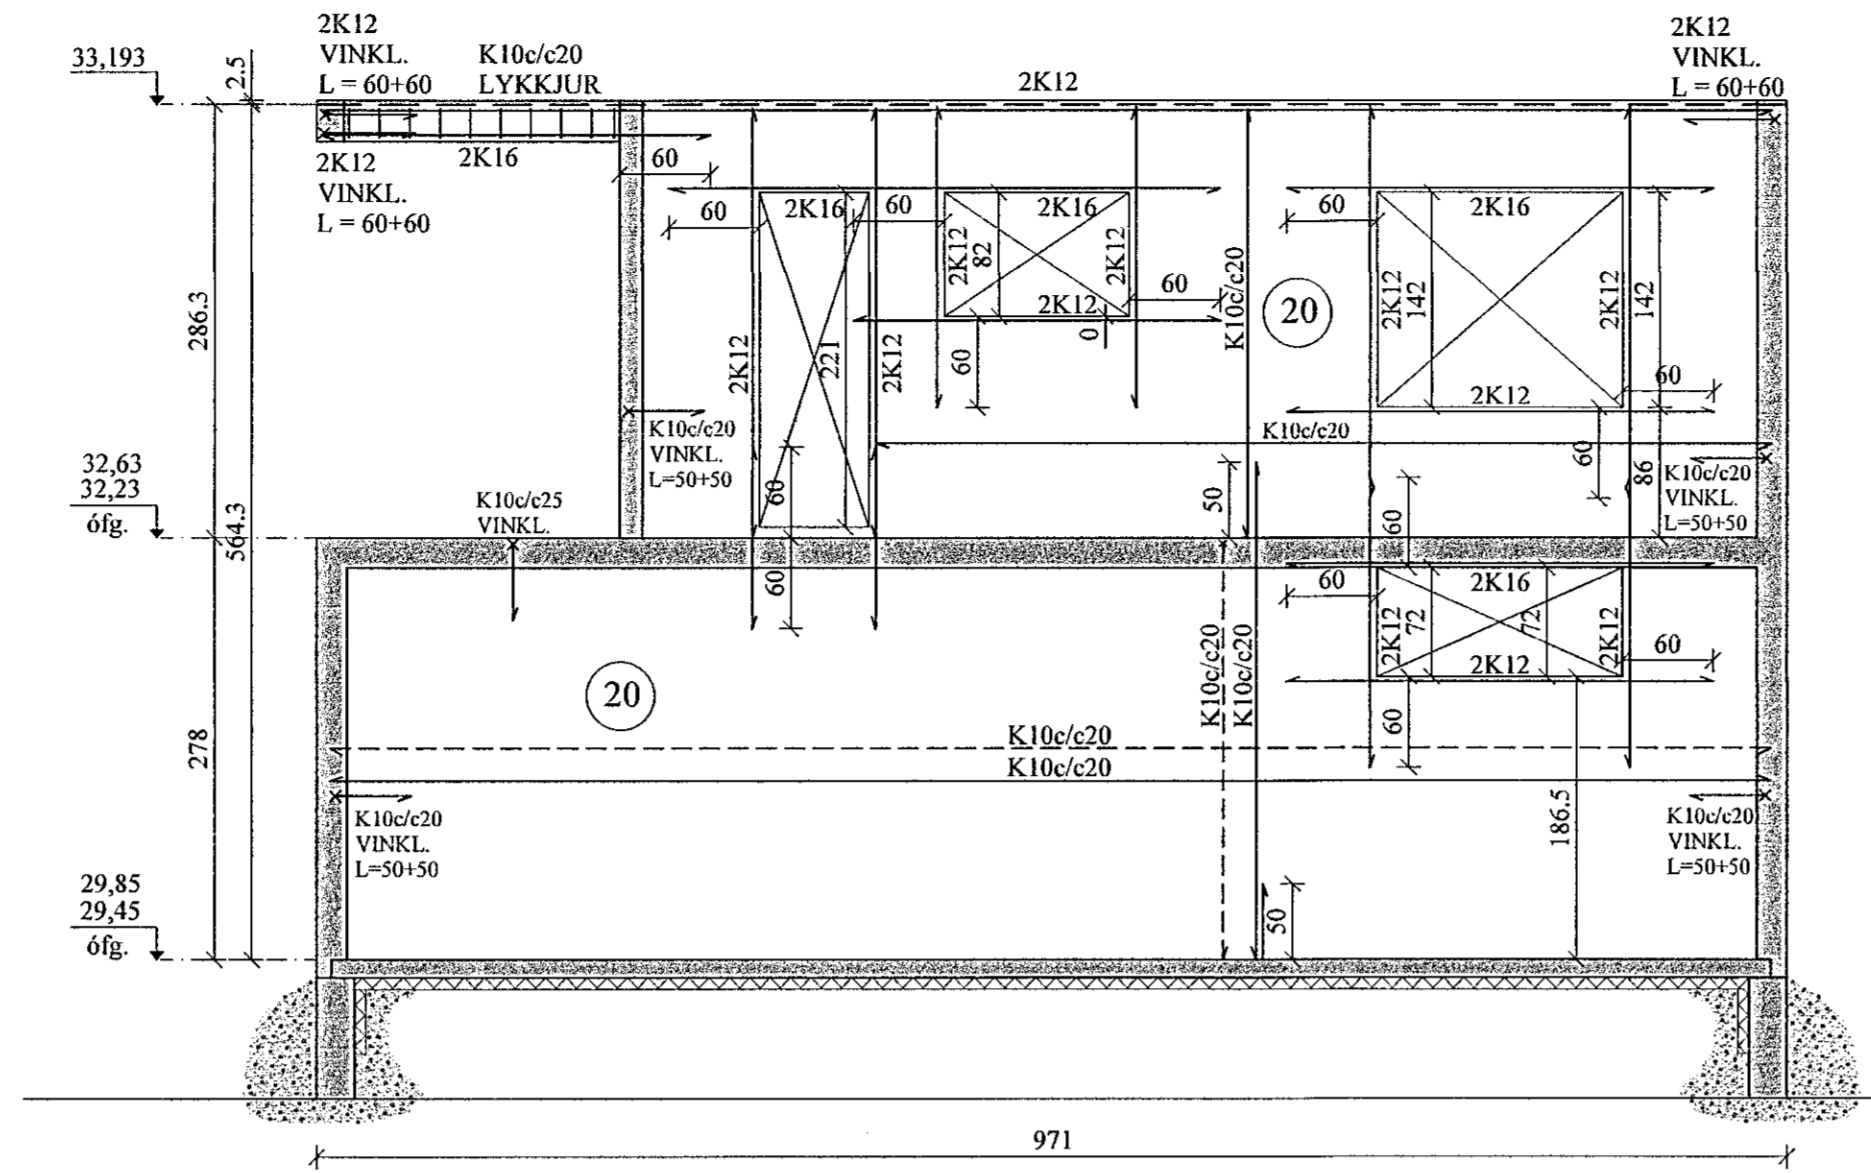 2K12
VINKL.
L = 60+60
K10c/c20
LYKKJUR
2K12
2K12
VINKL.
L = 60+60
33,193
2.5
2K12
VINKL.
L = 60+60
2K16
60
60
2K16
60
2K16
60
2K16
2K12
82
2K12
60
2K12
0
60
K10c/c20
20
2K12
142
2K12
142
60
2K12
60
86
286.3
2K12
221
2K12
60
K10c/c20
VINKL.
L=50+50
K10c/c20
50
60
K10c/c20
VINKL.
L=50+50
32,63
32,23
ófg.
564.3
K10c/c25
VINKL.
60
60
2K16
2K12
72
72
2K12
60
2K12
60
20
K10c/c20
K10c/c20
278
K10c/c20
K10c/c20
186.5
K10c/c20
VINKL.
L=50+50
K10c/c20
VINKL.
L=50+50
29,85
29,45
ófg.
50
971